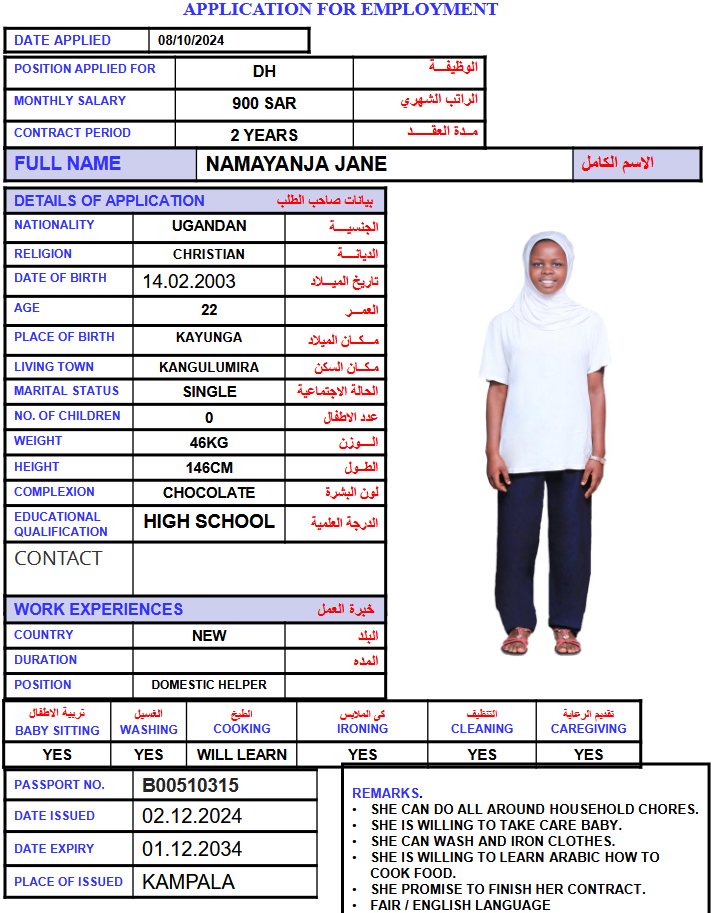 APPLICATION FOR EMPLOYMENT
DATE APPLIED 08/10/2024
POSITION APPLIED FOR DH الوظيفـــة
MONTHLY SALARY 900 SAR الراتب الشهري
CONTRACT PERIOD 2 YEARS مـدة العقـــد
FULL NAME NAMAYANJA JANE الاسم الكامل
DETAILS OF APPLICATION بيانات صاحب الطلب
NATIONALITY UGANDAN الجنسيـــة
RELIGION CHRISTIAN الديانـــة
DATE OF BIRTH 14.02.2003 تاريخ الميـــلاد
AGE 22 العمـــر
PLACE OF BIRTH KAYUNGA مـــكـــان الميلاد
LIVING TOWN KANGULUMIRA مـكـان السكن
MARITAL STATUS SINGLE الحالة الاجتماعية
NO. OF CHILDREN 0 عدد الاطفال
WEIGHT 46KG الـــوزن
HEIGHT 146CM الطــول
COMPLEXION CHOCOLATE لون البشرة
EDUCATIONAL QUALIFICATION HIGH SCHOOL الدرجة العلمية
CONTACT
WORK EXPERIENCES خبرة العمل
COUNTRY NEW البلد
DURATION المده
POSITION DOMESTIC HELPER
تربية الاطفال الغسيل الطبخ كى الملابس التنظيف تقديم الرعاية
BABY SITTING WASHING COOKING IRONING CLEANING CAREGIVING
YES YES WILL LEARN YES YES YES
PASSPORT NO. B00510315
DATE ISSUED 02.12.2024
DATE EXPIRY 01.12.2034
PLACE OF ISSUED KAMPALA
REMARKS.
• SHE CAN DO ALL AROUND HOUSEHOLD CHORES.
• SHE IS WILLING TO TAKE CARE BABY.
• SHE CAN WASH AND IRON CLOTHES.
• SHE IS WILLING TO LEARN ARABIC HOW TO
COOK FOOD.
• SHE PROMISE TO FINISH HER CONTRACT.
• FAIR / ENGLISH LANGUAGE